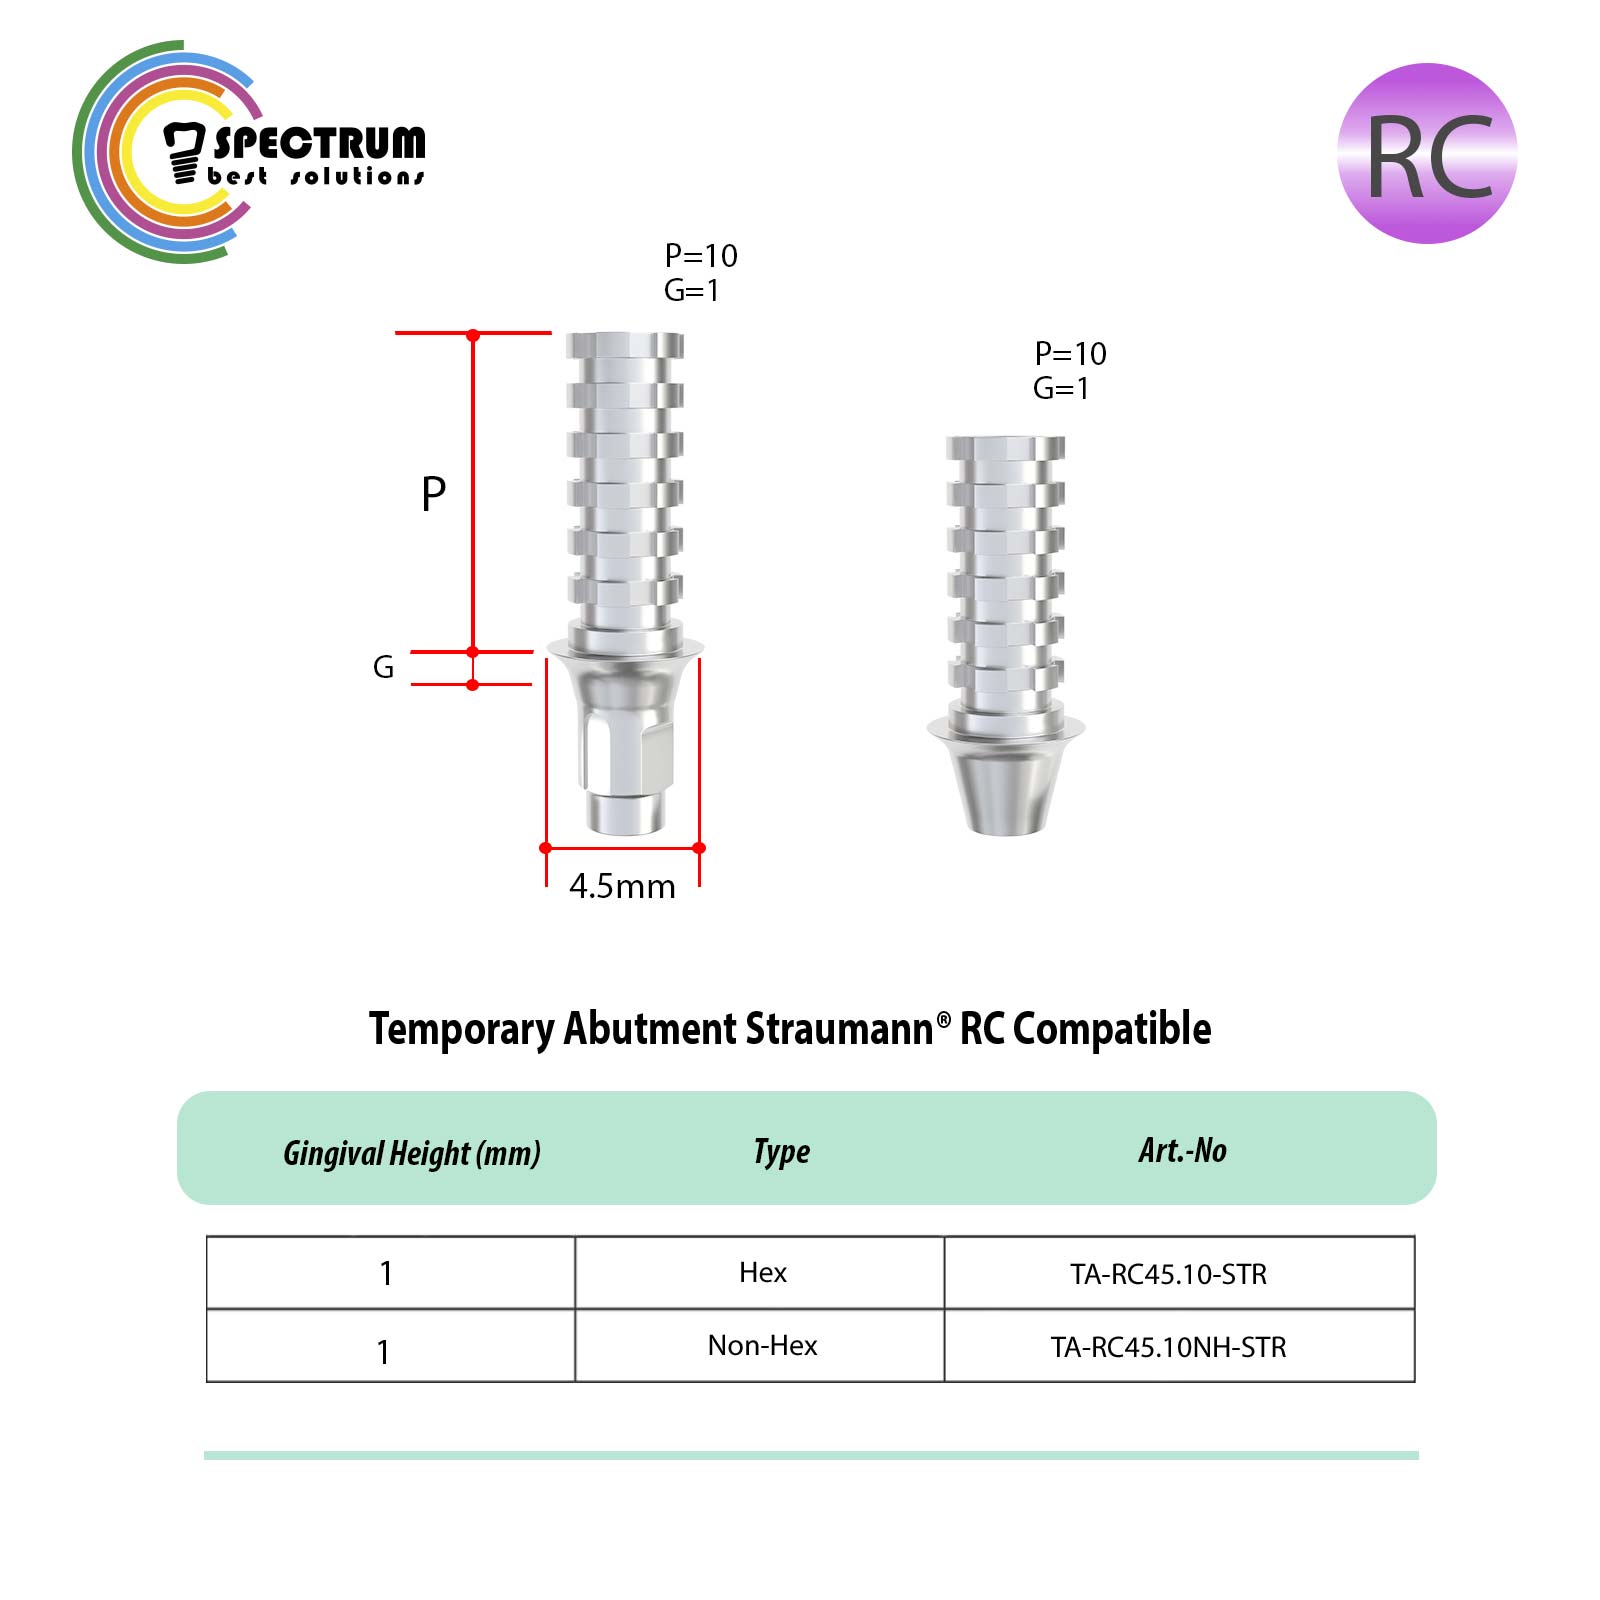 SPECTRUM
best solutions
RC
P=10
G=1
P=10
G=1
P
G
4.5mm
Temporary Abutment Straumann® RC Compatible
Gingival Height (mm) Type Art.-No
1 Hex TA-RC45.10-STR
1 Non-Hex TA-RC45.10NH-STR